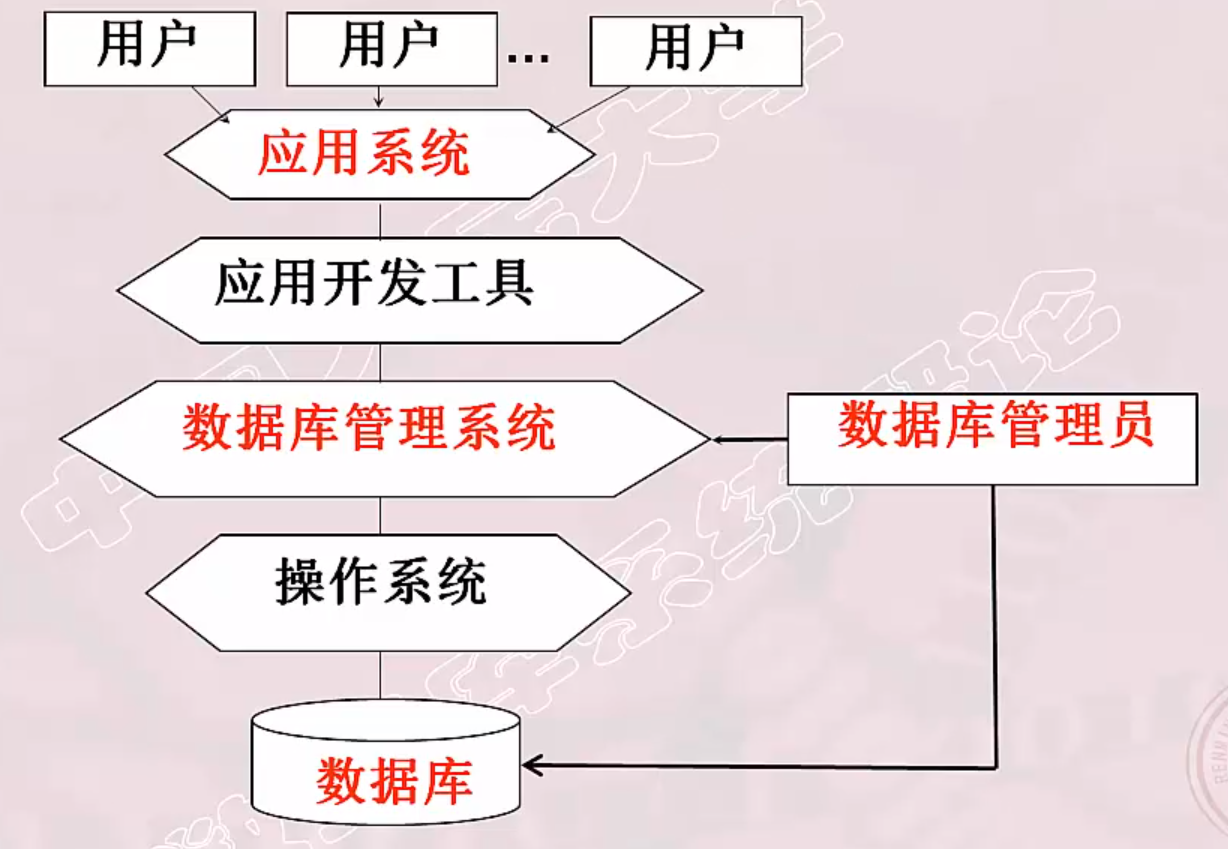 用户
用户
...
用户
应用系统
应用开发工具
数据库管理系统
数据库管理员
操作系统
数据库